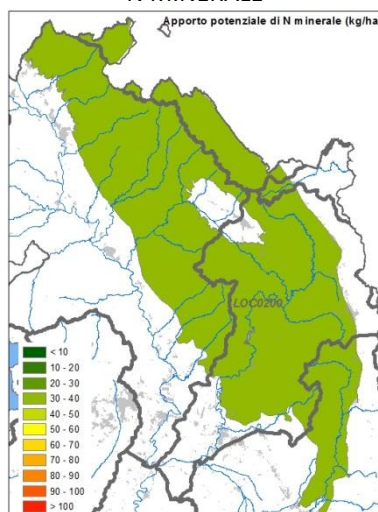 N MINERALE
Apporto potenziale di N minerale (kg/ha
LOC0200
< 10
10 - 20
20 - 30
30 - 40
40 - 50
50 - 60
60 - 70
70 - 80
80 - 90
90 - 100
> 100